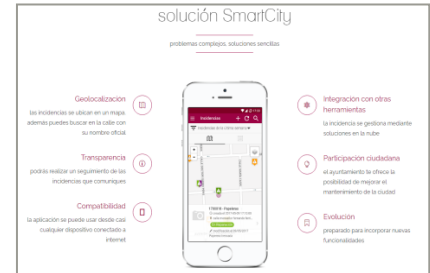 solución SmartCity
problemas complejos, soluciones sencillas
Geolocalización
las incidencias se ubican en un mapa,
además puedes buscar en la calle con
su nombre oficial
Transparencia
podrás realizar un seguimiento de las
incidencias que comuniques
Compatibilidad
la aplicación se puede usar desde casi
cualquier dispositivo conectado a
internet
Incidencias
Integración con otras
herramientas
la incidencia se gestiona mediante
soluciones en la nube
Participación ciudadana
el ayuntamiento te ofrece la
posibilidad de mejorar el
mantenimiento de la ciudad
Evolución
preparado para incorporar nuevas
funcionalidades